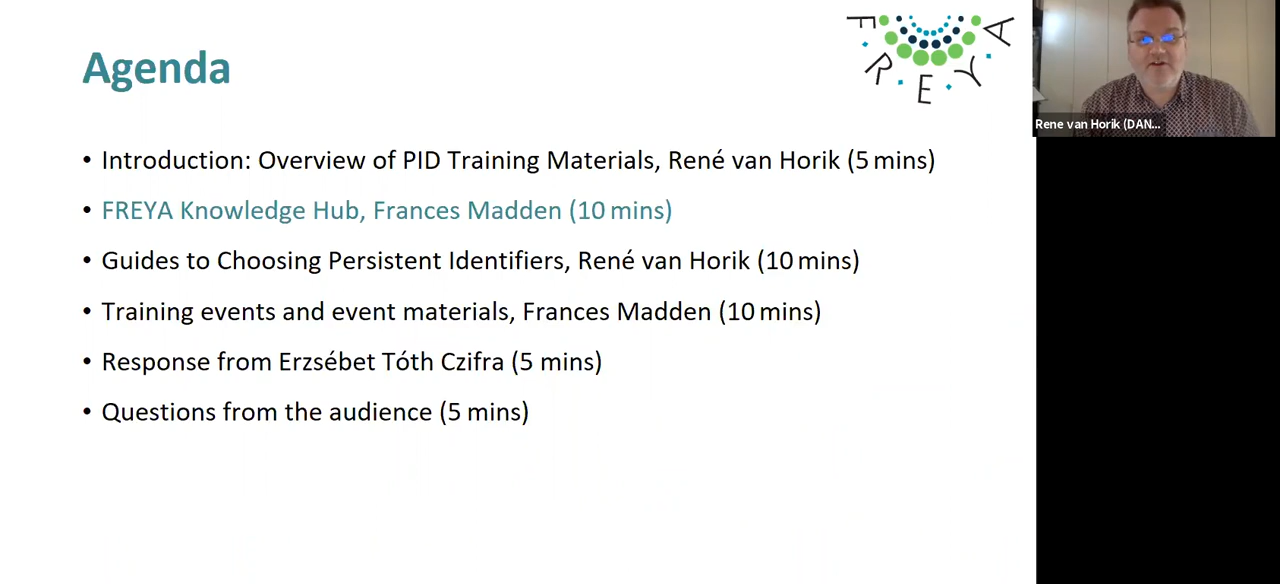 FREYA
Rene van Horik (DAN...
Agenda
• Introduction: Overview of PID Training Materials, René van Horik (5 mins)
• FREYA Knowledge Hub, Frances Madden (10 mins)
• Guides to Choosing Persistent Identifiers, René van Horik (10 mins)
• Training events and event materials, Frances Madden (10 mins)
• Response from Erzsébet Tóth Czifra (5 mins)
• Questions from the audience (5 mins)